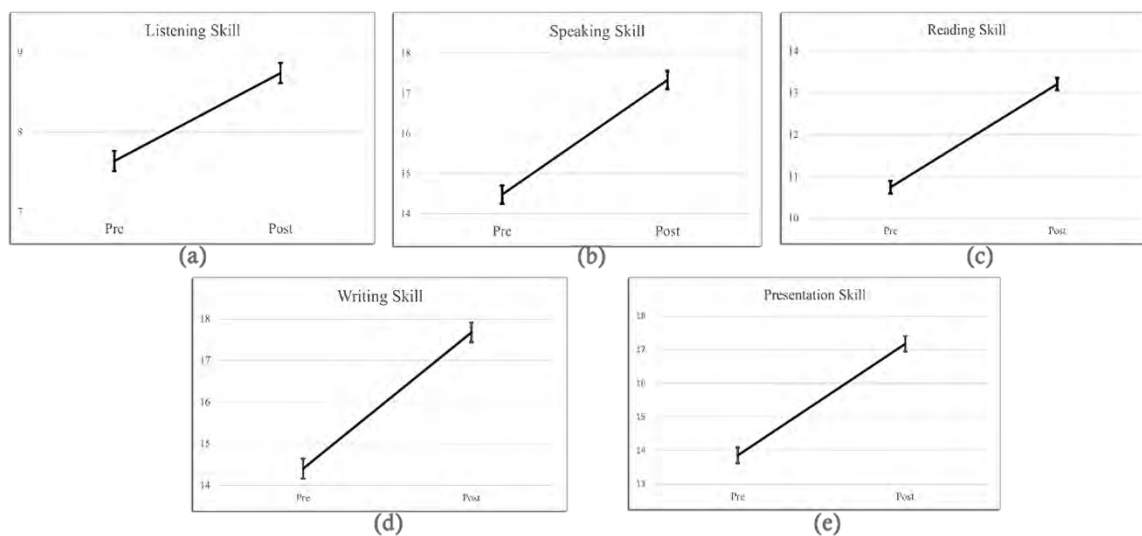 Listening Skill
9
8
7
Pre Post
(a)
Speaking Skill
18
17
16
15
14
Pre Post
(b)
Reading Skill
14
13
12
11
10
Pre Post
(c)
Writing Skill
18
17
16
15
14
Pre Post
(d)
Presentation Skill
18
17
16
15
14
13
Pre Post
(e)